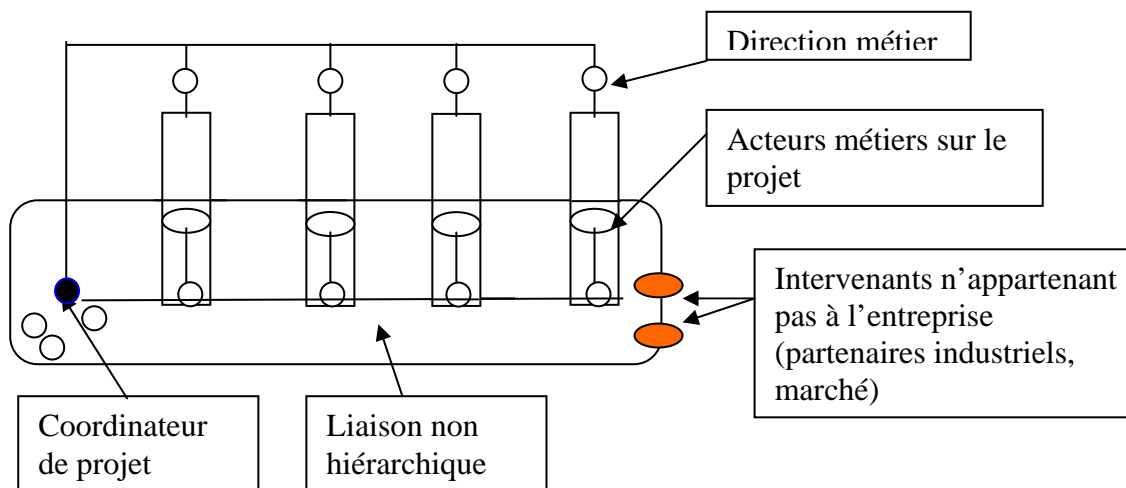 Direction métier
Acteurs métiers sur le
projet
Intervenants n’appartenant
pas à l’entreprise
(partenaires industriels,
marché)
Coordinateur
de projet
Liaison non
hiérarchique